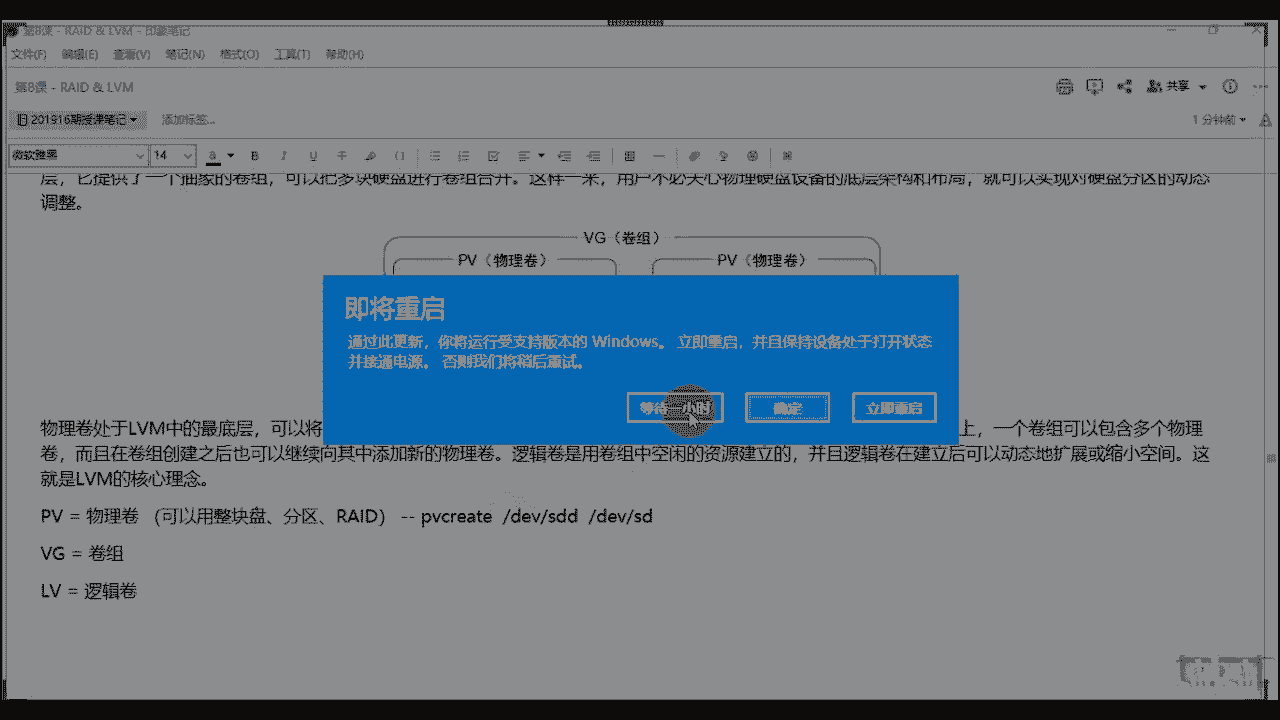 第8课 - RAID & LVM - 印象笔记
文件(F) 编辑(E) 查看(V) 笔记(N) 格式(O) 工具(T) 帮助(H)
第8课 - RAID & LVM
共享
201916期授课笔记
添加标签...
1 分钟前
微软雅黑 14
层，它提供了一个抽象的卷组，可以把多块硬盘进行卷组合并。这样一来，用户不必关心物理硬盘设备的底层架构和布局，就可以实现对硬盘分区的动态
调整。
VG（卷组）
PV（物理卷） PV（物理卷）
即将重启
通过此更新，你将运行受支持版本的 Windows。 立即重启，并且保持设备处于打开状态
并接通电源。 否则我们将稍后重试。
等待一小时 确定 立即重启
物理卷处于LVM中的最底层，可以将 上，一个卷组可以包含多个物理
卷，而且在卷组创建之后也可以继续向其中添加新的物理卷。逻辑卷是用卷组中空闲的资源建立的，并且逻辑卷在建立后可以动态地扩展或缩小空间。这
就是LVM的核心理念。
PV = 物理卷 （可以用整块盘、分区、RAID） -- pvcreate /dev/sdd /dev/sd
VG = 卷组
LV = 逻辑卷